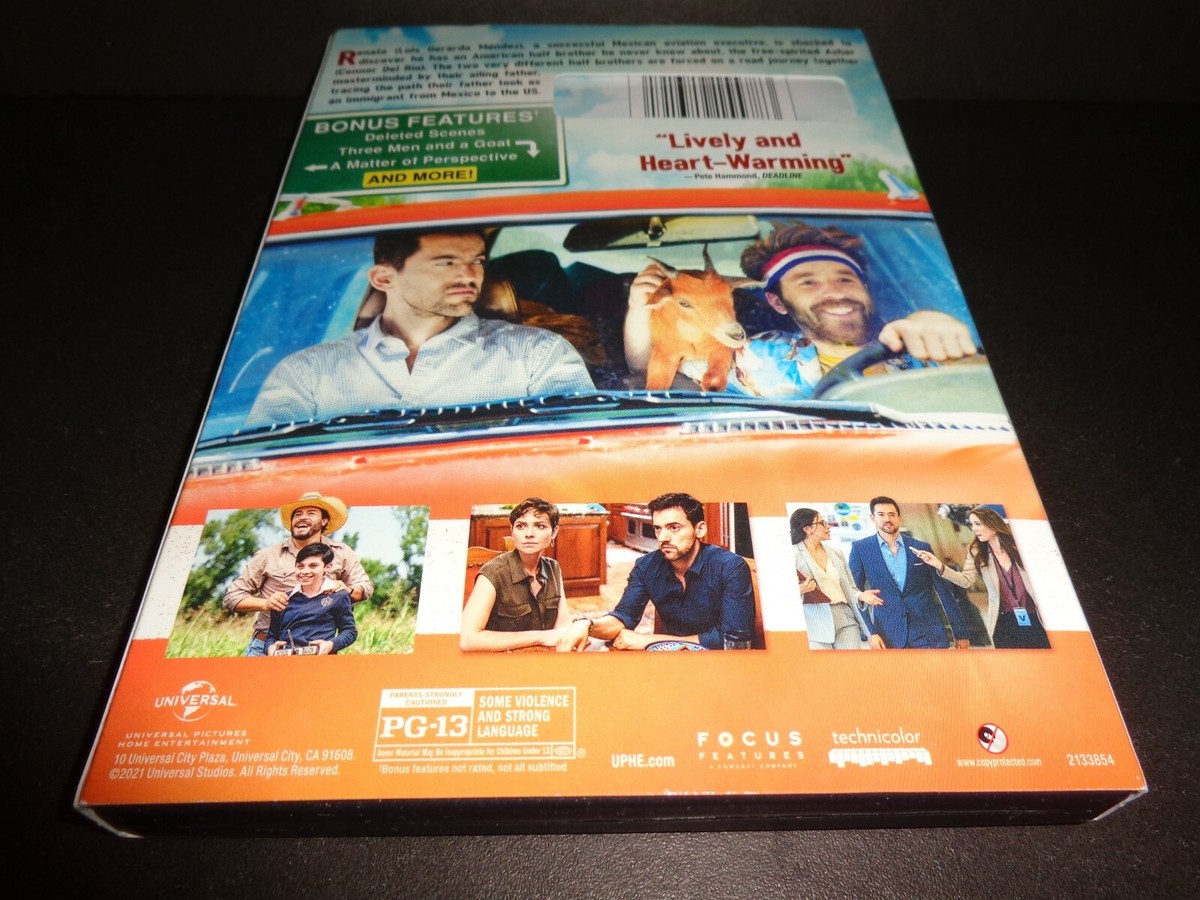 Renato (Luis Gerardo Mendez), a successful Mexican aviation executive, is shocked to
discover he has an American half brother he never knew about, the free-spirited Asher
(Connor Del Rio). The two very different half brothers are forced on a road journey together
masterminded by their ailing father,
tracing the path their father took as
an immigrant from Mexico to the US.
BONUS FEATURES*
Deleted Scenes
Three Men and a Goat
A Matter of Perspective
AND MORE!
"Lively and
Heart-Warming"
— Pete Hammond, DEADLINE
UNIVERSAL
UNIVERSAL PICTURES
HOME ENTERTAINMENT
10 Universal City Plaza, Universal City, CA 91608.
©2021 Universal Studios. All Rights Reserved.
PARENTS STRONGLY
CAUTIONED
PG-13
SOME VIOLENCE
AND STRONG
LANGUAGE
Some Material May Be Inappropriate for Children Under 13
®
*Bonus features not rated, not all subtitled
UPHE.com
FOCUS
FEATURES
A COMCAST COMPANY
technicolor
www.copyprotected.com
2133854